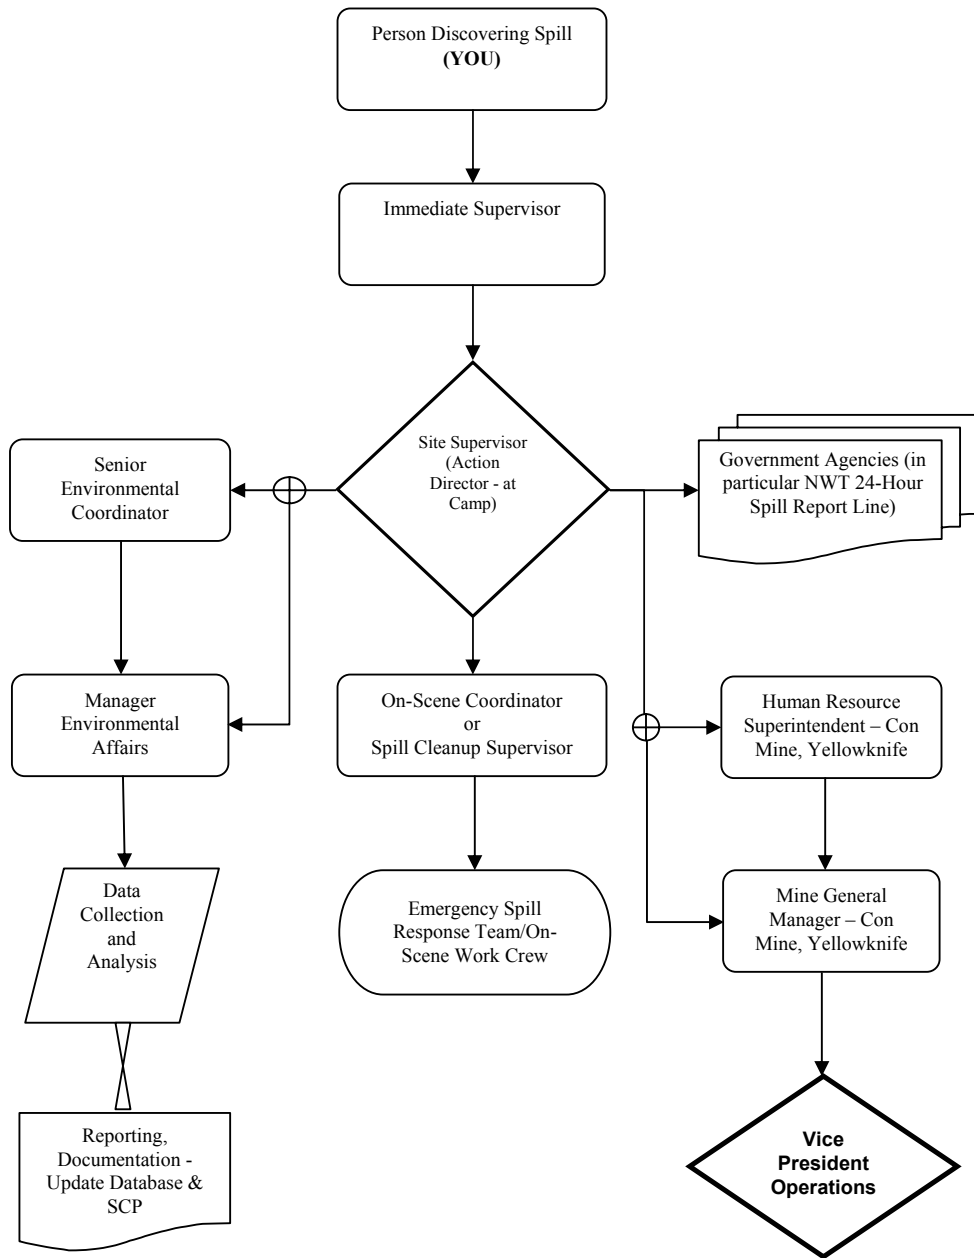 Person Discovering Spill
(YOU)
Immediate Supervisor
Site Supervisor
(Action
Director - at
Camp)
Senior
Environmental
Coordinator
Government Agencies (in
particular NWT 24-Hour
Spill Report Line)
Manager
Environmental
Affairs
On-Scene Coordinator
or
Spill Cleanup Supervisor
Human Resource
Superintendent – Con
Mine, Yellowknife
Data
Collection
and
Analysis
Emergency Spill
Response Team/On-
Scene Work Crew
Mine General
Manager – Con
Mine, Yellowknife
Reporting,
Documentation -
Update Database &
SCP
Vice
President
Operations